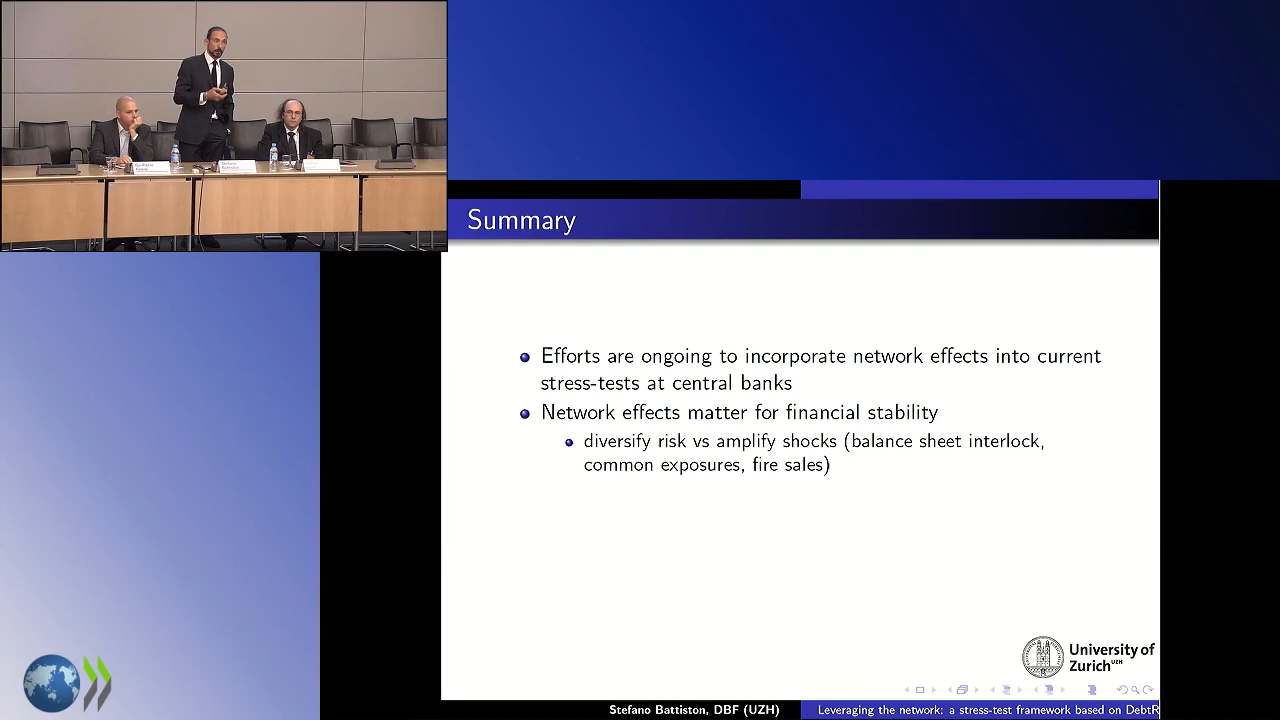 Summary
Efforts are ongoing to incorporate network effects into current
stress-tests at central banks
Network effects matter for financial stability
diversify risk vs amplify shocks (balance sheet interlock,
common exposures, fire sales)
University of
Zurich UZH
Stefano Battiston, DBF (UZH)
Leveraging the network: a stress-test framework based on DebtR